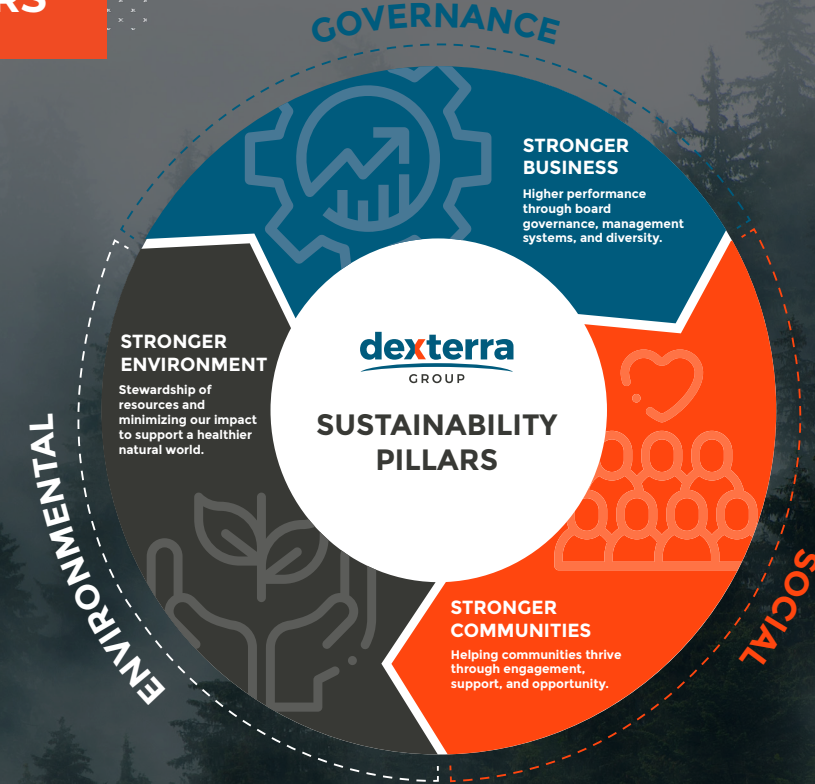 RS
GOVERNANCE
STRONGER
BUSINESS
Higher performance
through board
governance, management
systems, and diversity.
STRONGER
ENVIRONMENT
Stewardship of
resources and
minimizing our impact
to support a healthier
natural world.
dexterra
GROUP
SUSTAINABILITY
PILLARS
STRONGER
COMMUNITIES
Helping communities thrive
through engagement,
support, and opportunity.
ENVIRONMENTAL
SOCIAL